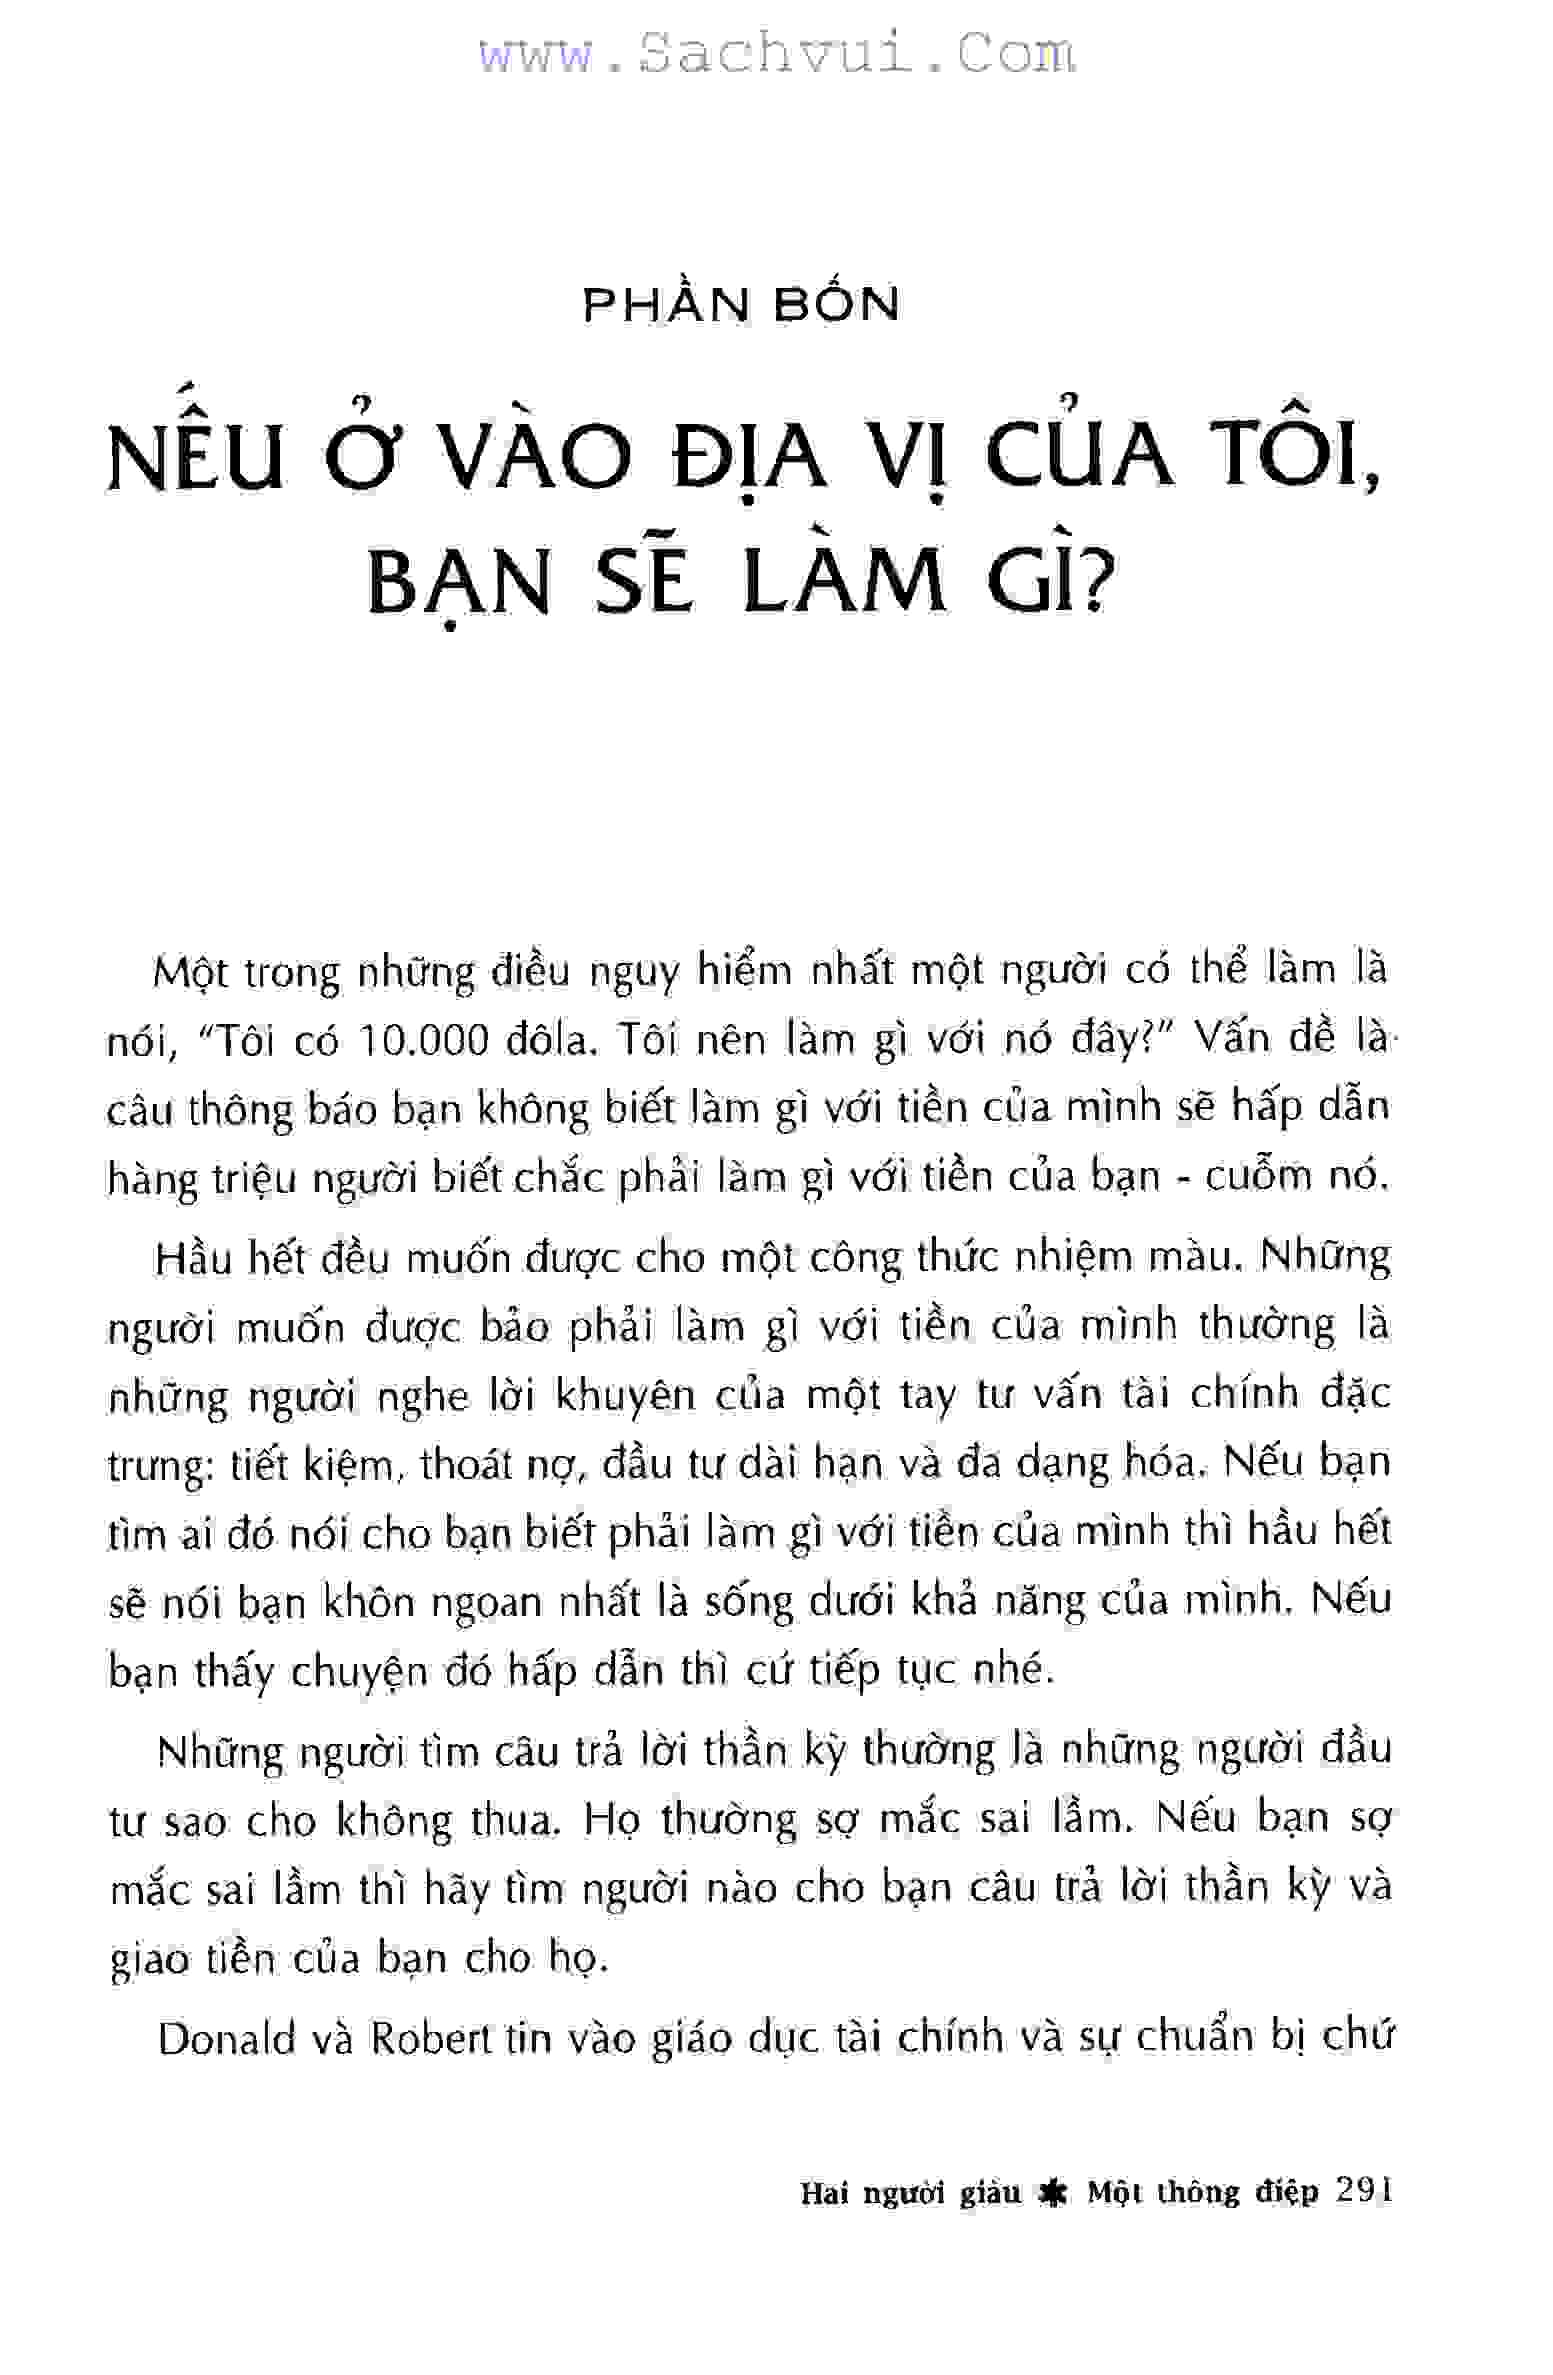 www.Sachvui.Com
PHẦN BỐN
NẾU Ở VÀO ĐỊA VỊ CỦA TÔI,
BẠN SẼ LÀM GÌ?
Một trong những điều nguy hiểm nhất một người có thể làm là
nói, “Tôi có 10.000 đôla. Tôi nên làm gì với nó đây?” Vấn đề là
câu thông báo bạn không biết làm gì với tiền của mình sẽ hấp dẫn
hàng triệu người biết chắc phải làm gì với tiền của bạn - cuỗm nó.
Hầu hết đều muốn được cho một công thức nhiệm màu. Những
người muốn được bảo phải làm gì với tiền của mình thường là
những người nghe lời khuyên của một tay tư vấn tài chính đặc
trưng: tiết kiệm, thoát nợ, đầu tư dài hạn và đa dạng hóa. Nếu bạn
tìm ai đó nói cho bạn biết phải làm gì với tiền của mình thì hầu hết
sẽ nói bạn khôn ngoan nhất là sống dưới khả năng của mình. Nếu
bạn thấy chuyện đó hấp dẫn thì cứ tiếp tục nhé.
Những người tìm câu trả lời thần kỳ thường là những người đầu
tư sao cho không thua. Họ thường sợ mắc sai lầm. Nếu bạn sợ
mắc sai lầm thì hãy tìm người nào cho bạn câu trả lời thần kỳ và
giao tiền của bạn cho họ.
Donald và Robert tin vào giáo dục tài chính và sự chuẩn bị chứ
Hai người giàu ✱ Một thông điệp 291